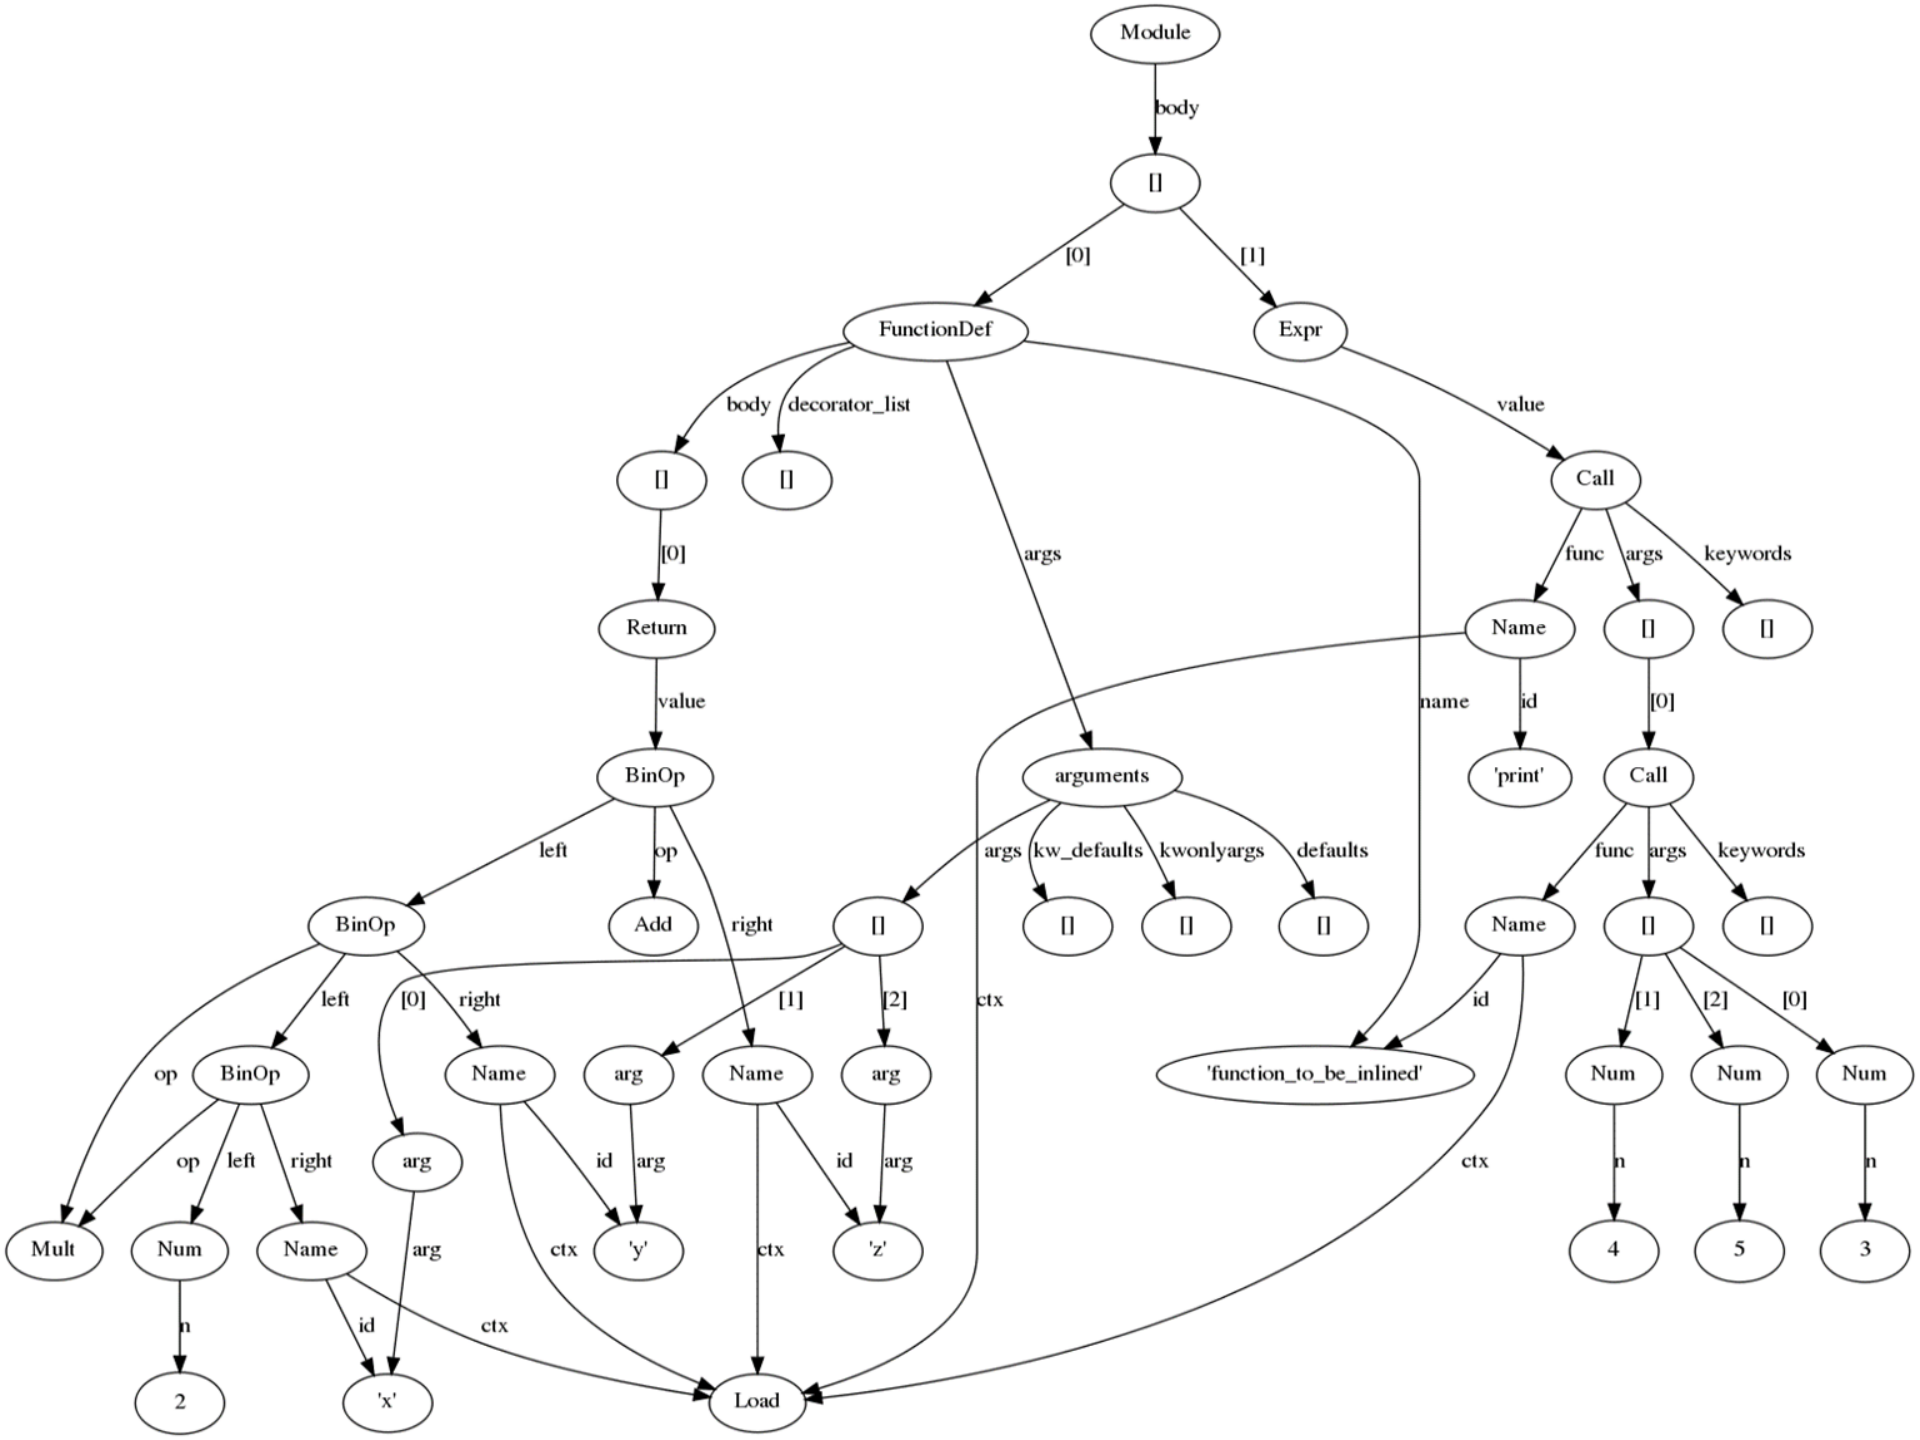 Module
body
[]
[0] [1]
FunctionDef Expr
body decorator_list value
[] [] Call
[0] args func args keywords
Return Name [] []
value name id [0]
BinOp arguments 'print' Call
left op args kw_defaults kwonlyargs defaults func args keywords
BinOp Add right [] [] [] [] Name [] []
op left right [0] [1] [2] ctx id [1] [2] [0]
BinOp Name arg Name arg 'function_to_be_inlined' Num Num Num
op left right arg id arg ctx id arg ctx n n n
Mult Num Name arg ctx 'y' ctx 'z' 4 5 3
n id ctx
2 'x' Load